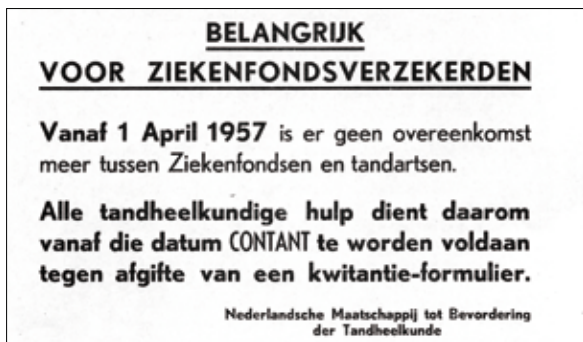 BELANGRIJK
VOOR ZIEKENFONDSVERZEKERDEN
Vanaf 1 April 1957 is er geen overeenkomst
meer tussen Ziekenfondsen en tandartsen.
Alle tandheelkundige hulp dient daarom
vanaf die datum CONTANT te worden voldaan
tegen afgifte van een kwitantie-formulier.
Nederlandsche Maatschappij tot Bevordering
der Tandheelkunde